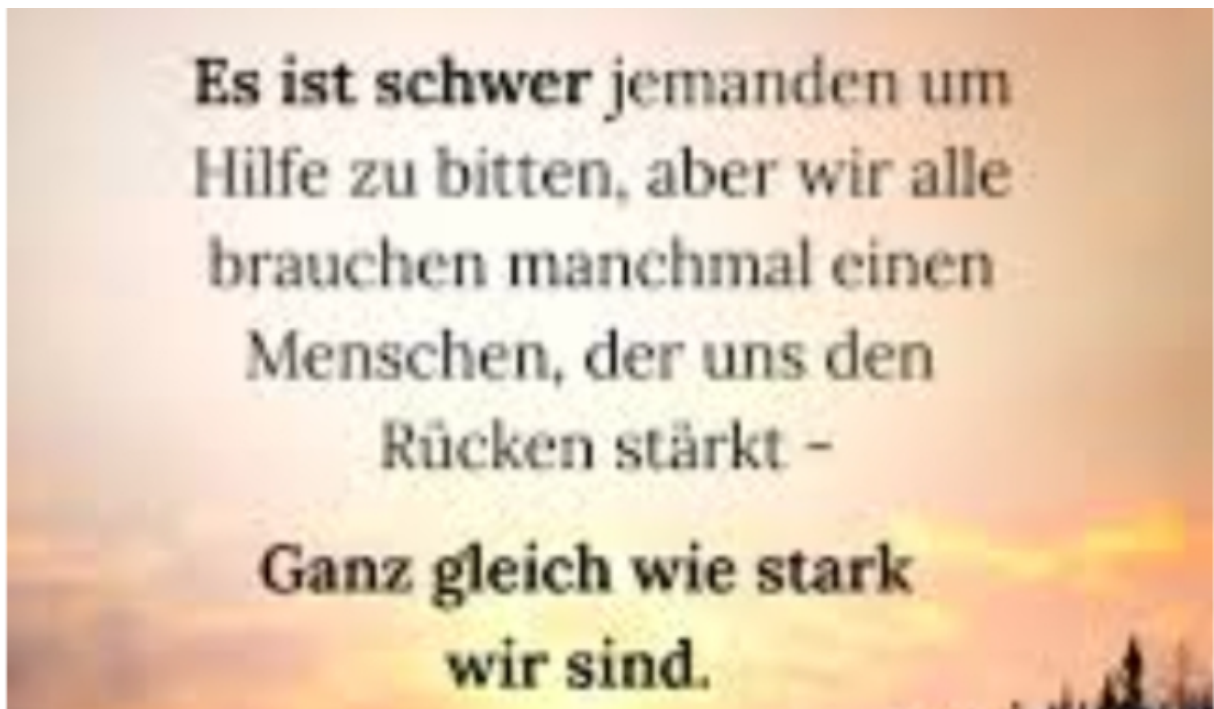 Es ist schwer jemanden um
Hilfe zu bitten, aber wir alle
brauchen manchmal einen
Menschen, der uns den
Rücken stärkt –
Ganz gleich wie stark
wir sind.